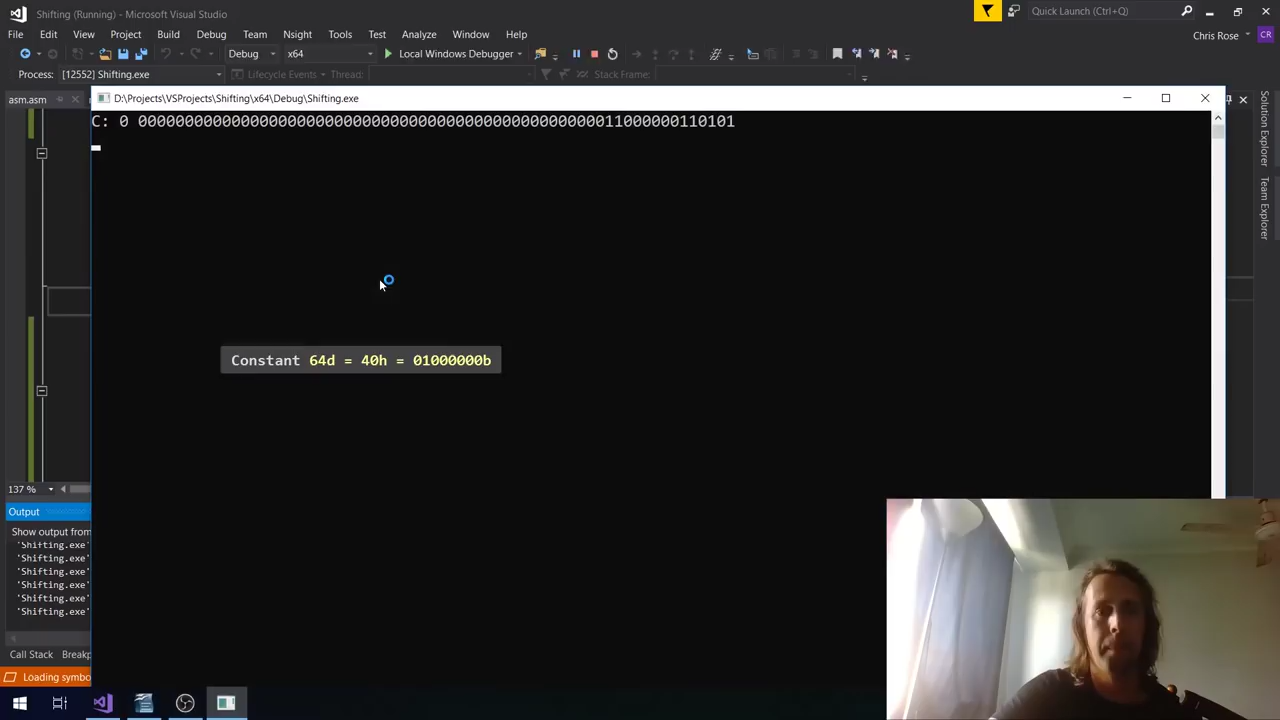 Shifting (Running) - Microsoft Visual Studio
Quick Launch (Ctrl+Q)
File Edit View Project Build Debug Team Nsight Tools Test Analyze Window Help
Chris Rose CR
Debug x64 Local Windows Debugger
Process: [12552] Shifting.exe Lifecycle Events Thread: Stack Frame:
asm.asm
D:\Projects\VSProjects\Shifting\x64\Debug\Shifting.exe
C: 0 0000000000000000000000000000000000000000000000000011000000110101
Solution Explorer
Team Explorer
Constant 64d = 40h = 01000000b
137 %
Output
Show output from
'Shifting.exe'
'Shifting.exe'
'Shifting.exe'
'Shifting.exe'
'Shifting.exe'
'Shifting.exe'
Call Stack Breakp
Loading symbo